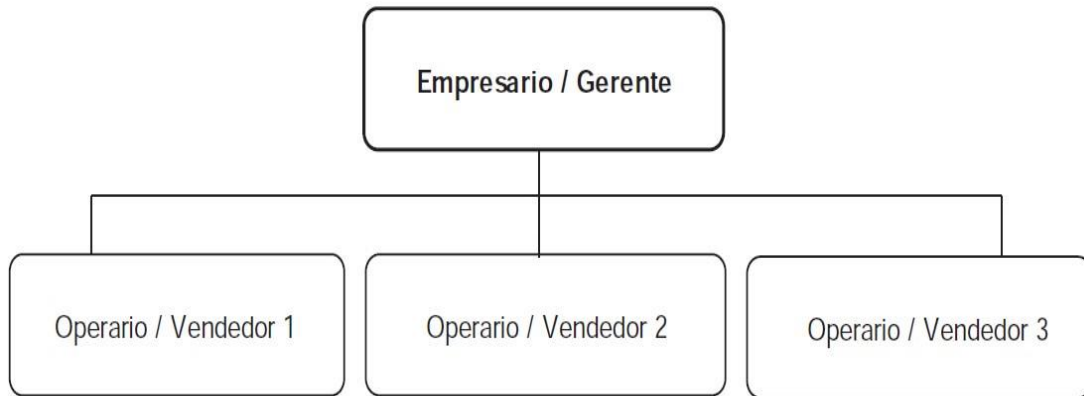 Empresario / Gerente
Operario / Vendedor 1
Operario / Vendedor 2
Operario / Vendedor 3